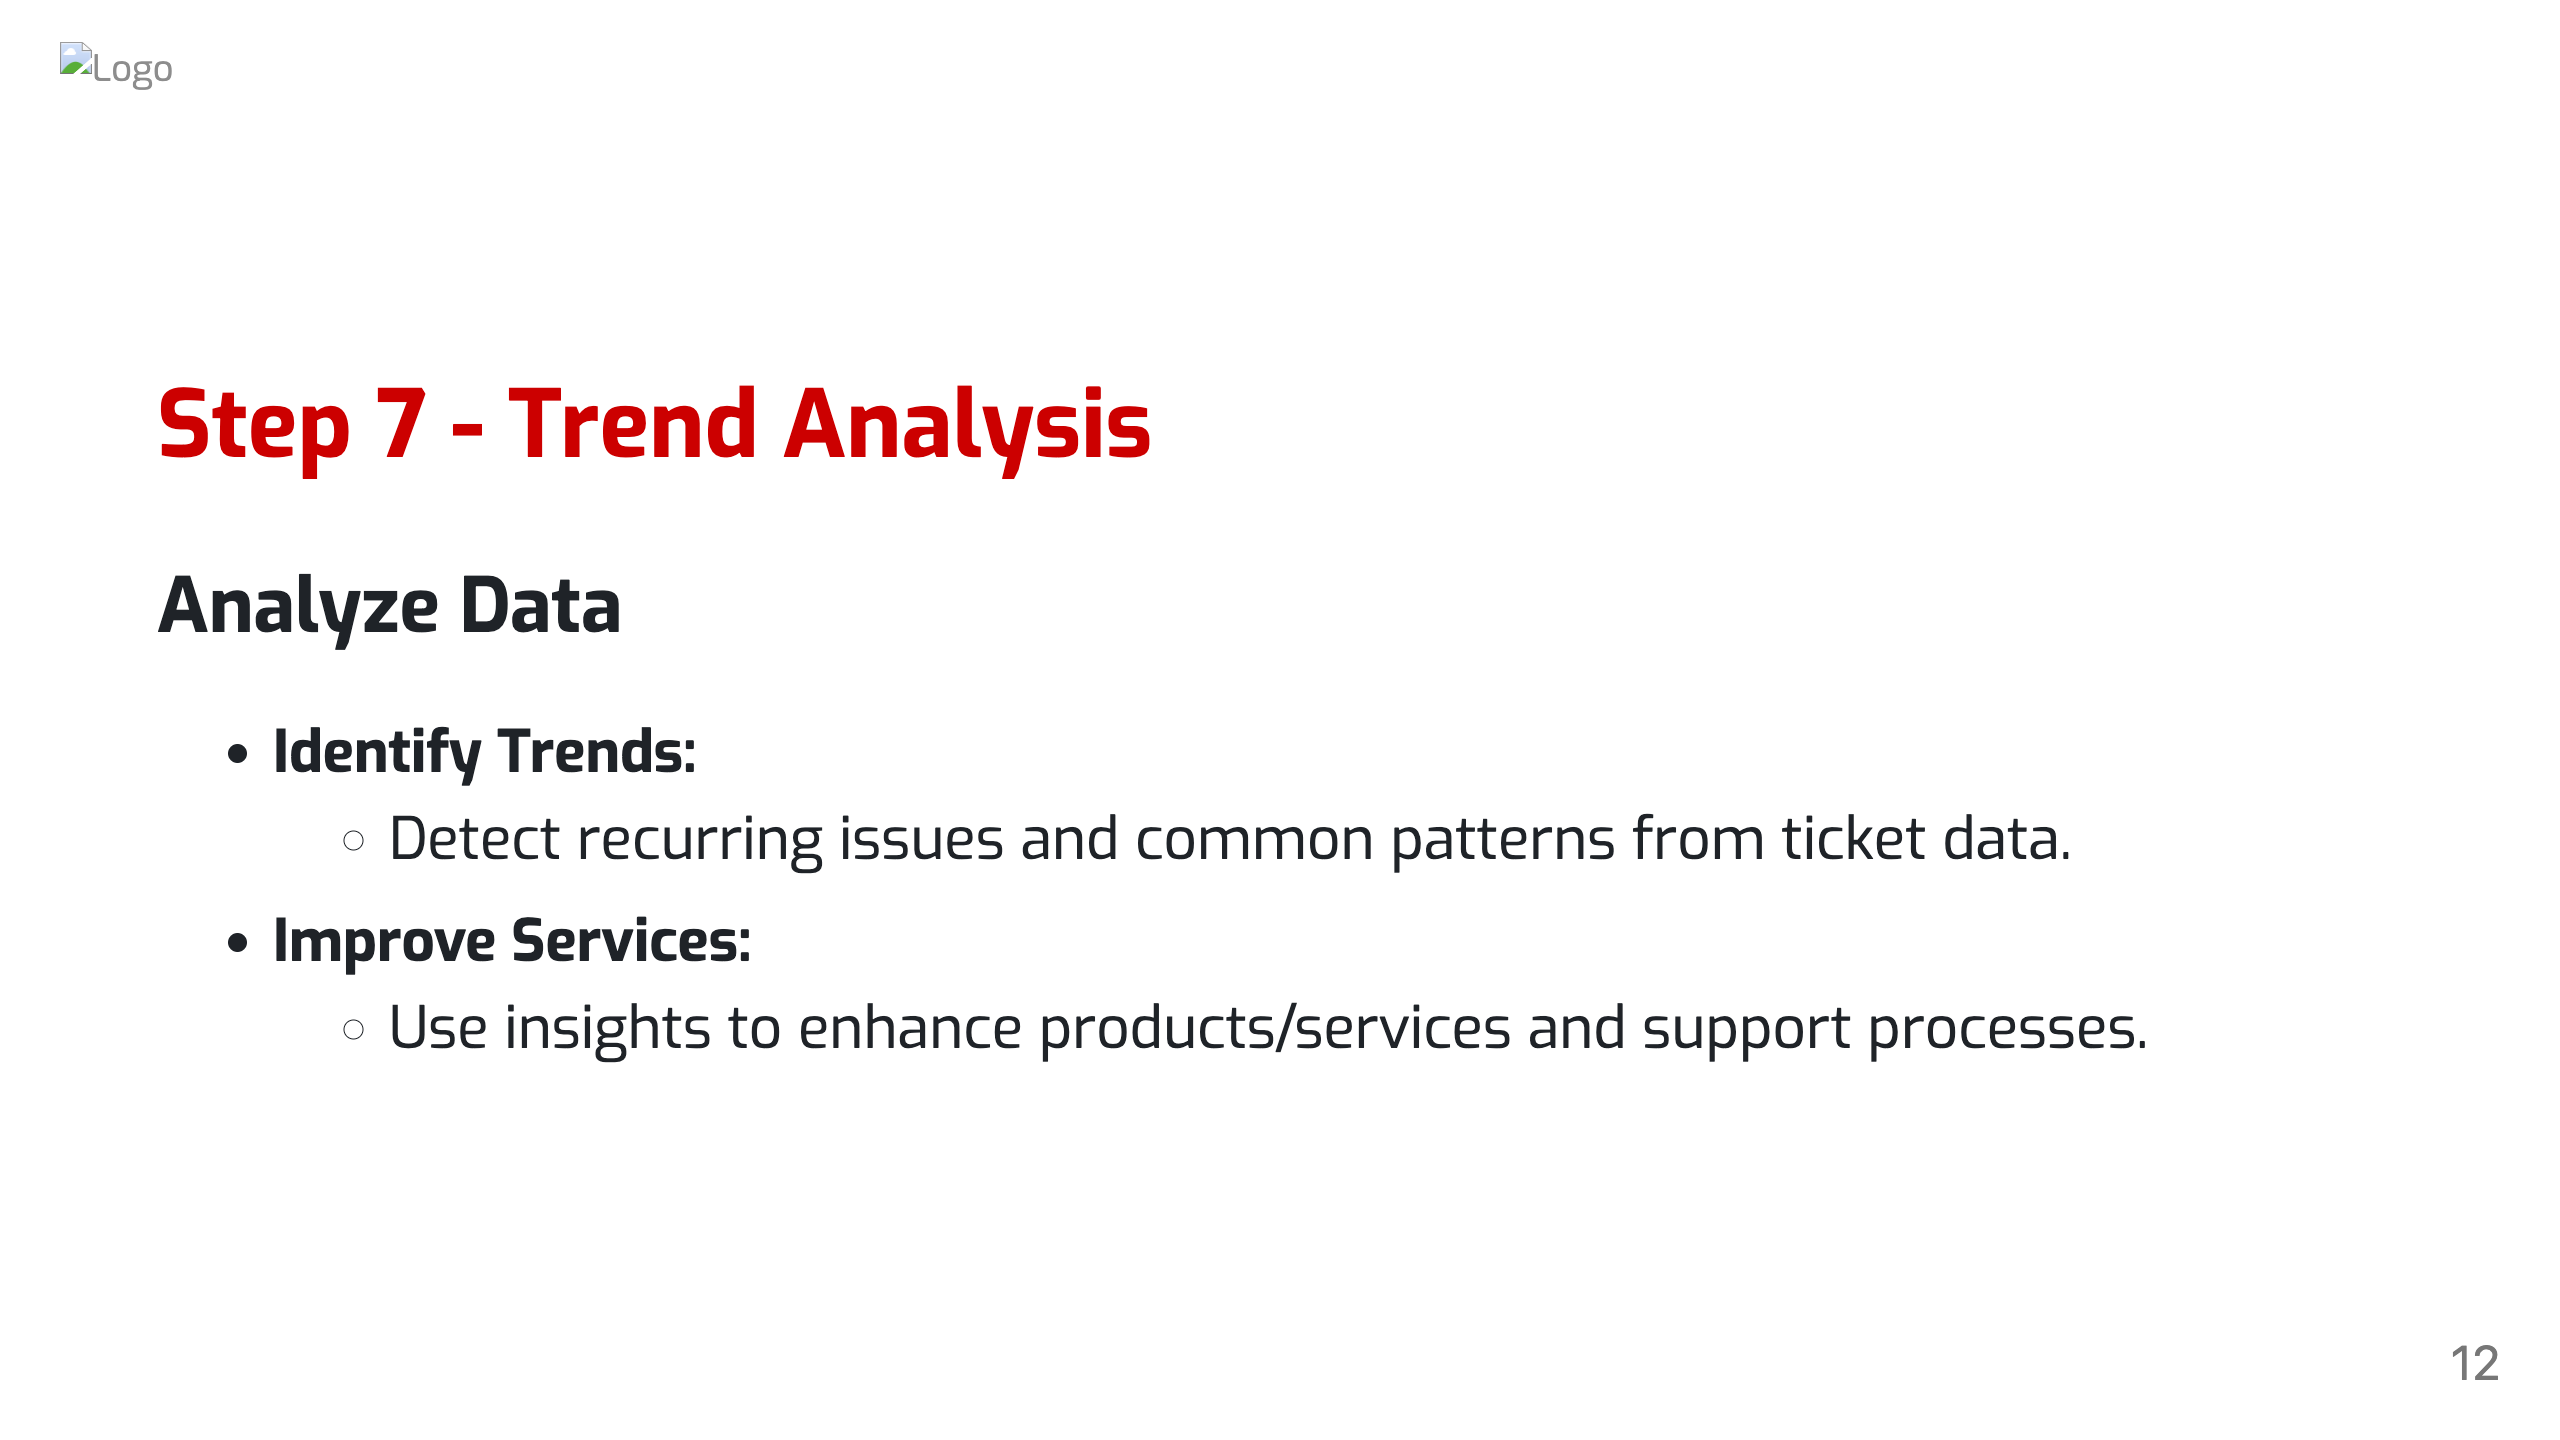 Logo
Step 7 - Trend Analysis
Analyze Data
Identify Trends:
Detect recurring issues and common patterns from ticket data.
Improve Services:
Use insights to enhance products/services and support processes.
12